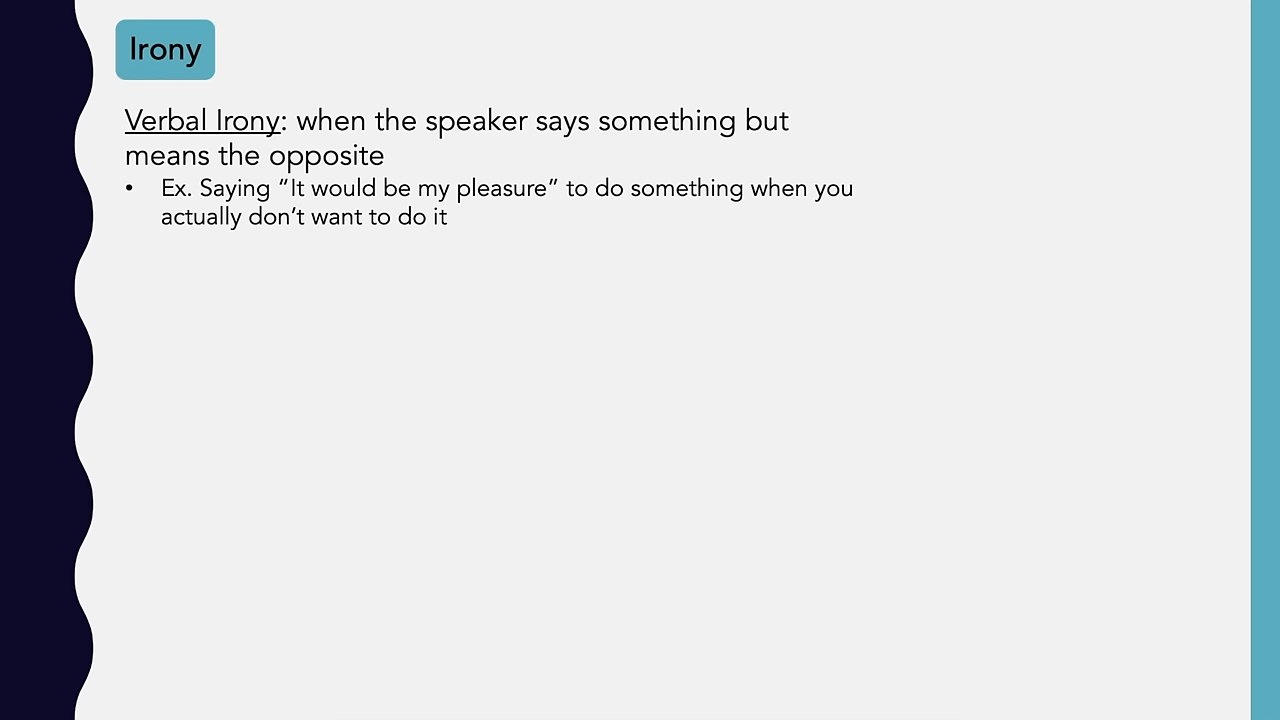 Irony
Verbal Irony: when the speaker says something but
means the opposite
• Ex. Saying “It would be my pleasure” to do something when you
actually don’t want to do it